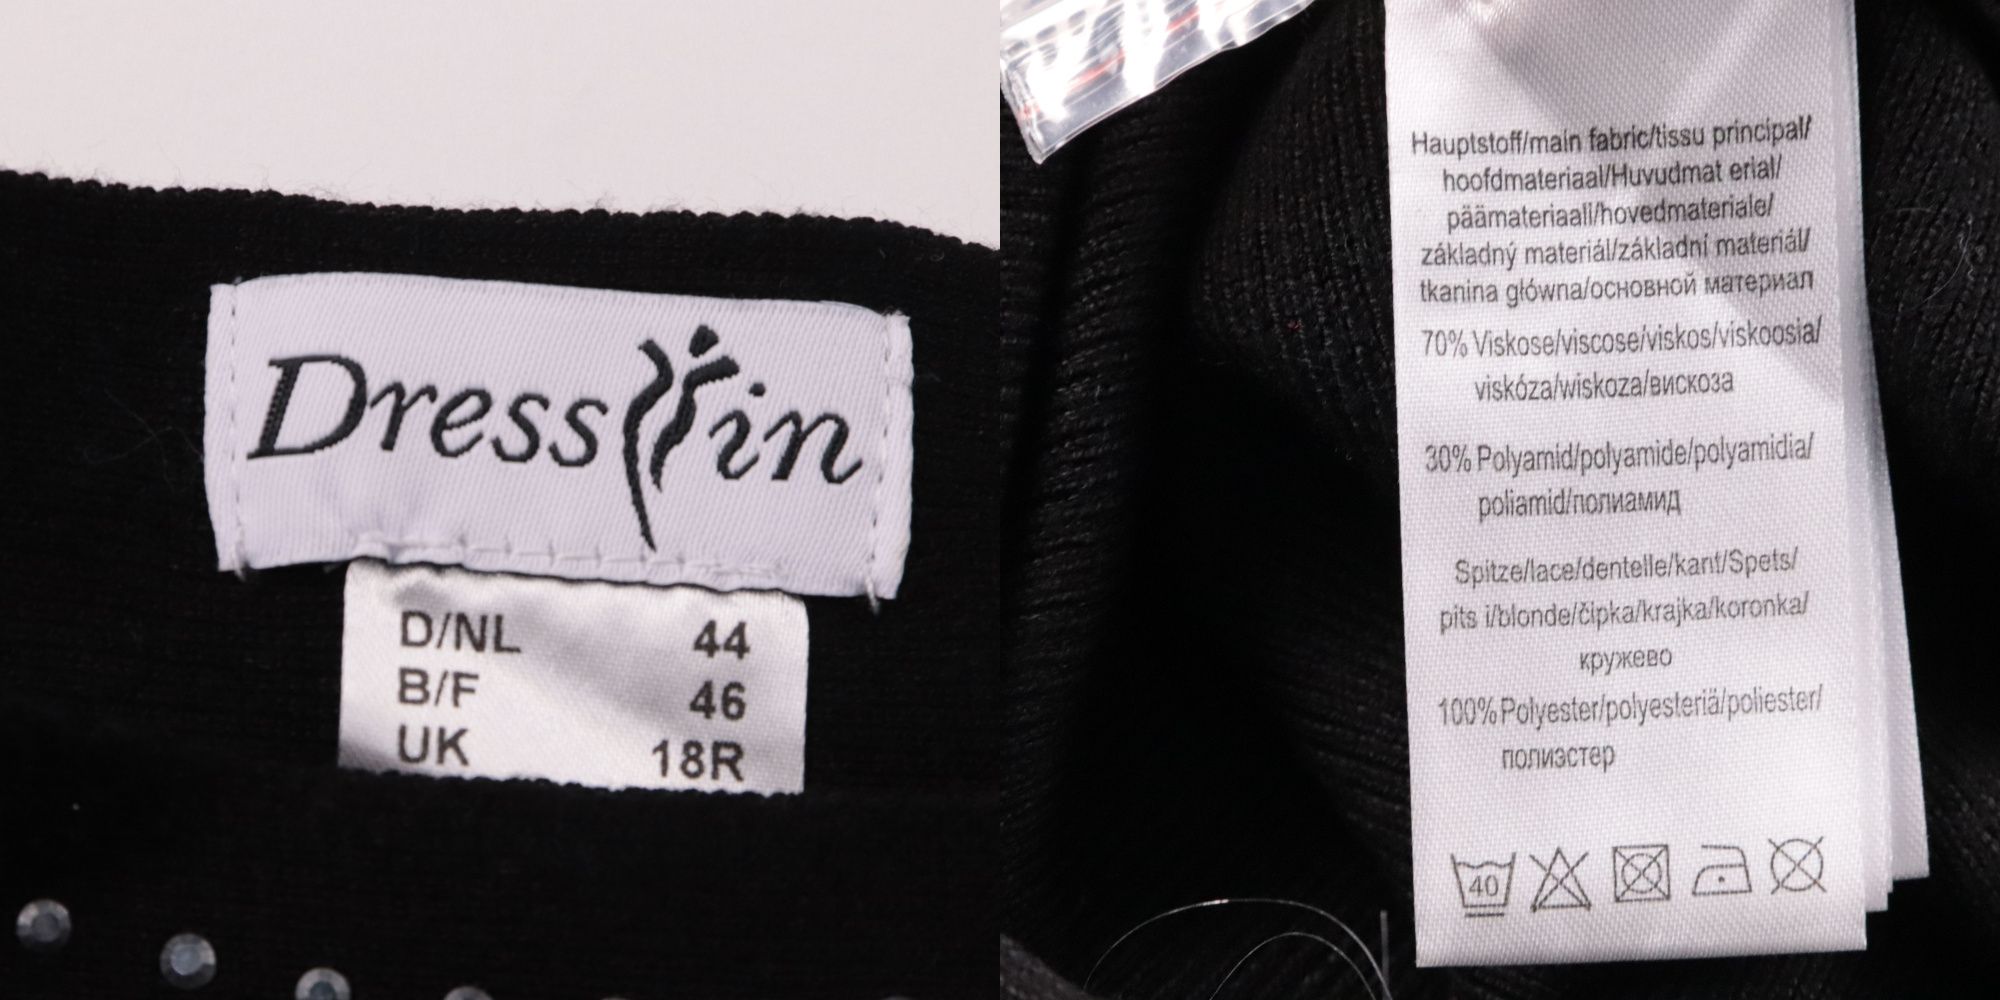 Dress in
D/NL 44
B/F 46
UK 18R
Hauptstoff/main fabric/tissu principal/
hoofdmateriaal/Huvudmat erial/
päämateriaali/hovedmateriale/
základný materiál/základní materiál/
tkanina główna/основной материал
70% Viskose/viscose/viskos/viskoosia/
viskóza/wiskoza/вискоза
30% Polyamid/polyamide/polyamidia/
poliamid/полиамид
Spitze/lace/dentelle/kant/Spets/
pits i/blonde/čipka/krajka/koronka/
кружево
100% Polyester/polyesteriä/poliester/
полиэстер
40